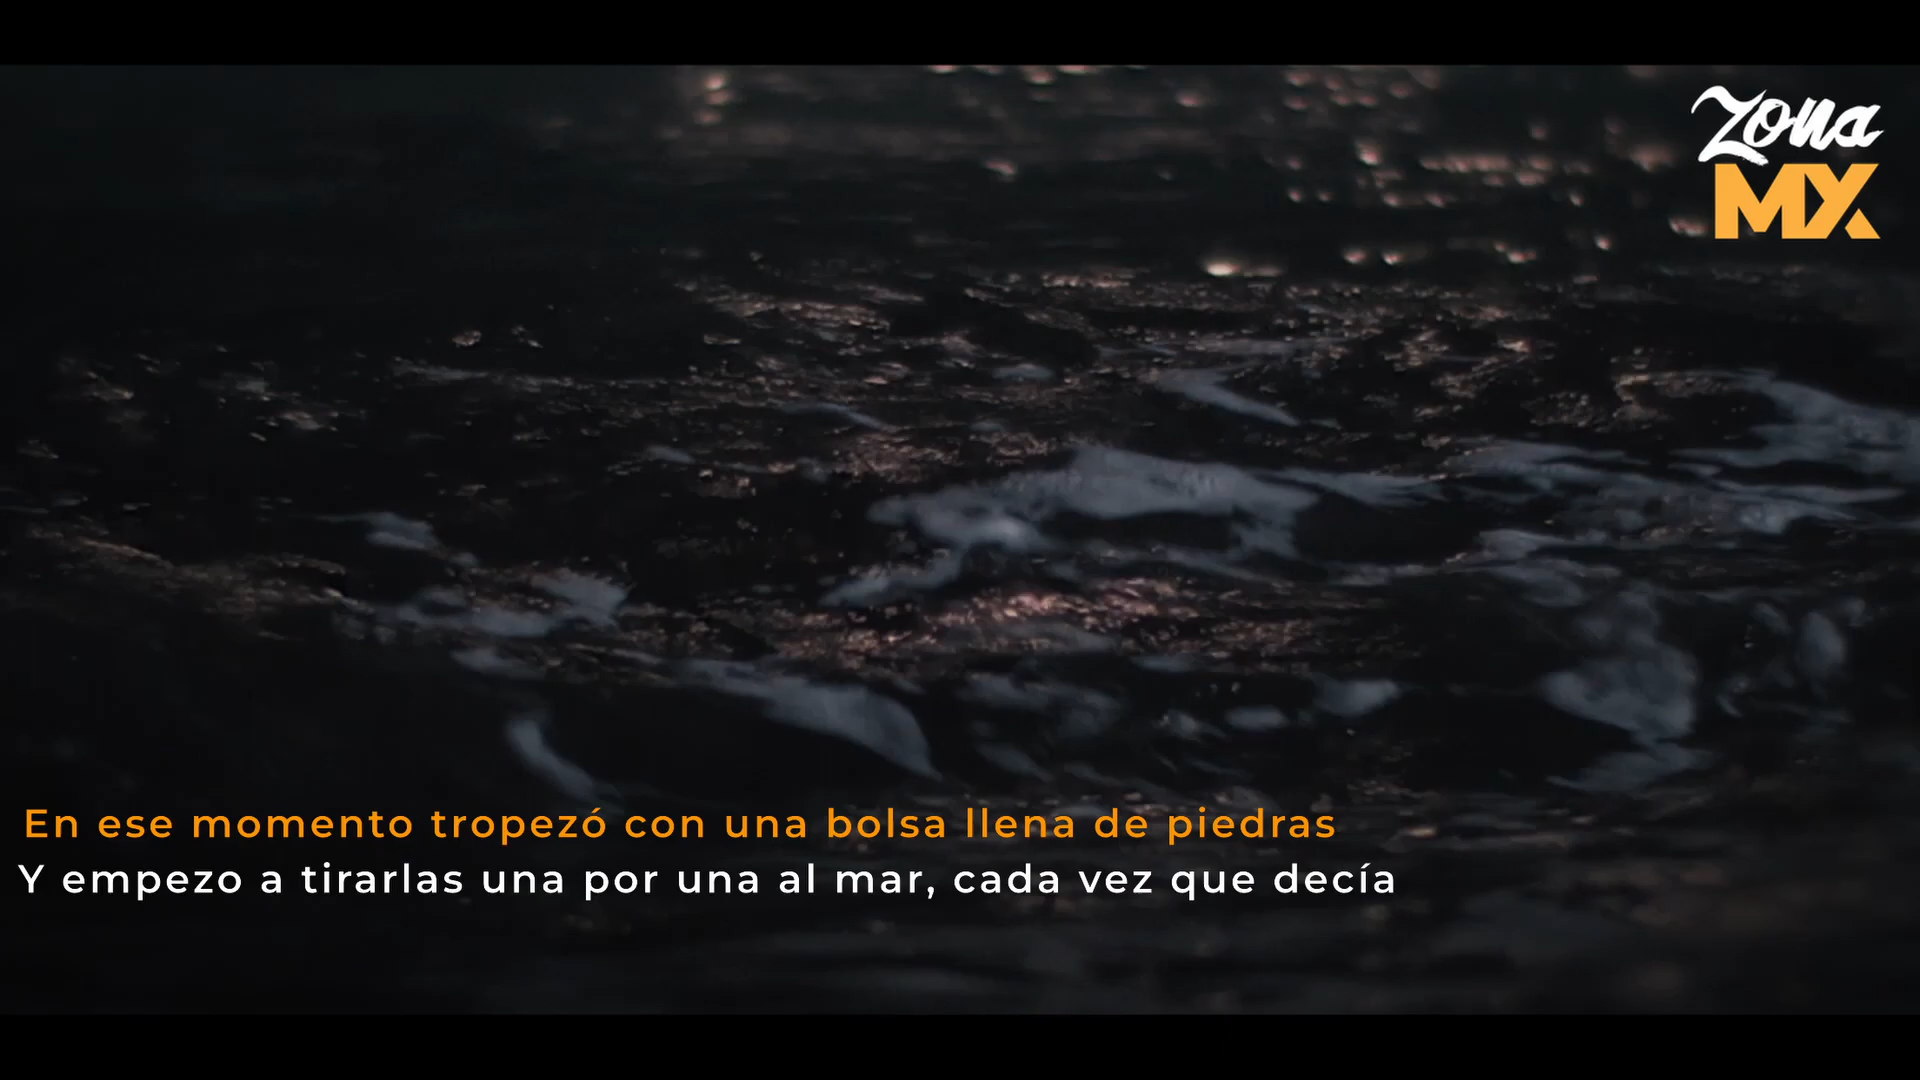 Zona
MX
En ese momento tropezó con una bolsa llena de piedras
Y empezo a tirarlas una por una al mar, cada vez que decía